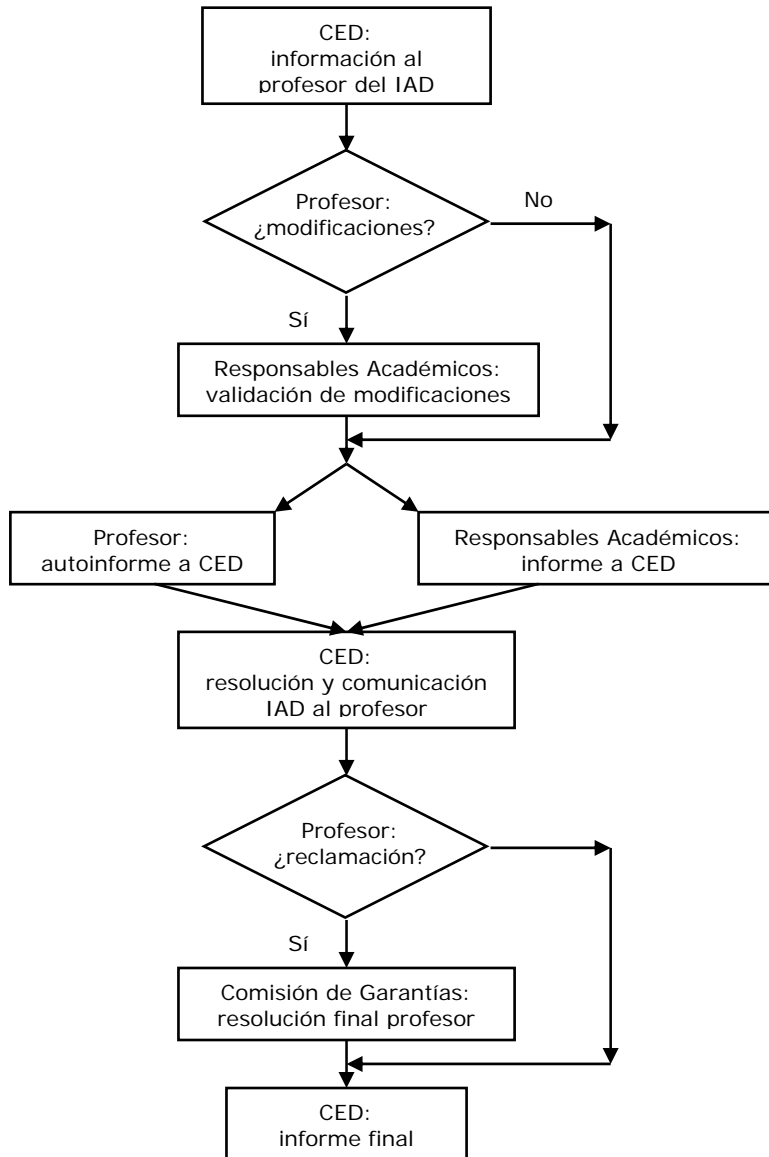 CED:
información al
profesor del IAD
Profesor:
¿modificaciones?
No
Sí
Responsables Académicos:
validación de modificaciones
Profesor:
autoinforme a CED
Responsables Académicos:
informe a CED
CED:
resolución y comunicación
IAD al profesor
Profesor:
¿reclamación?
Sí
Comisión de Garantías:
resolución final profesor
CED:
informe final